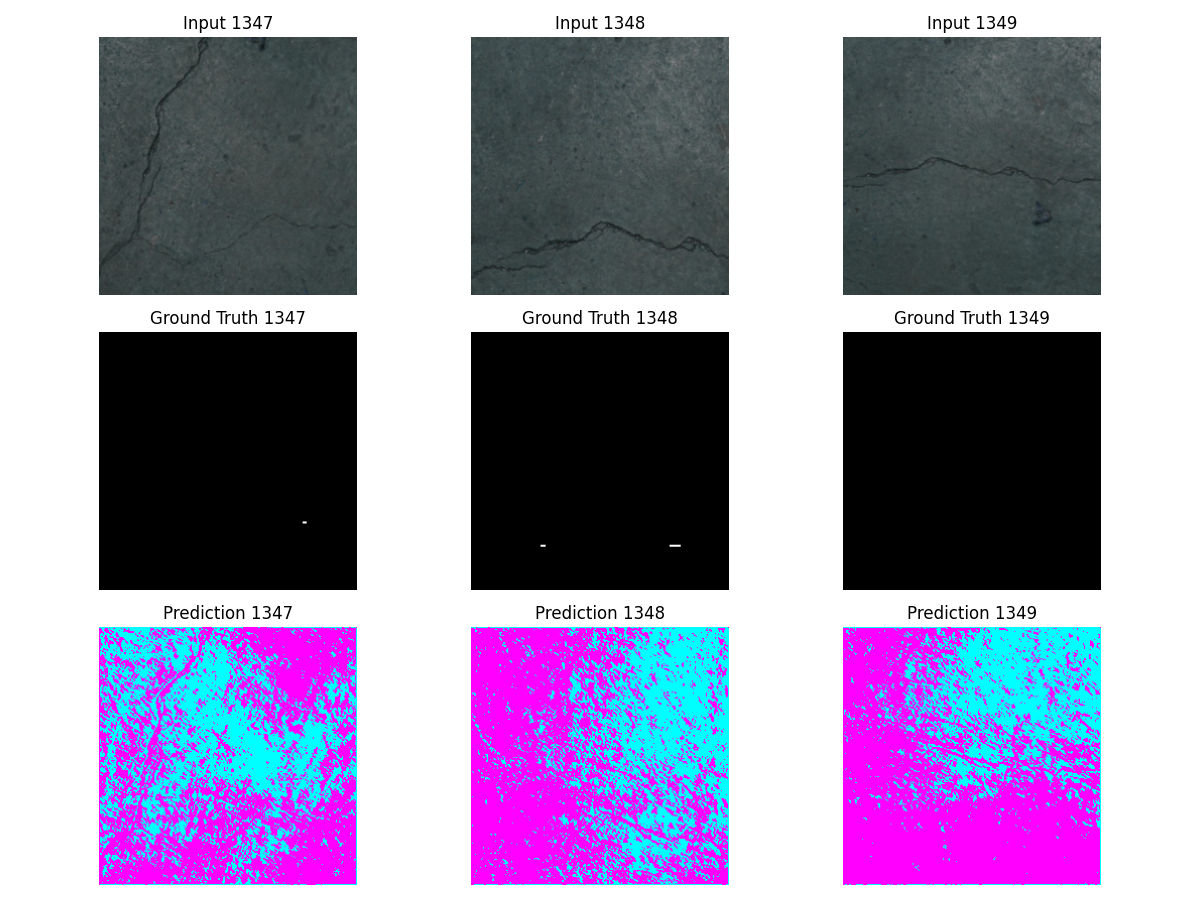 Input 1347
Input 1348
Input 1349
Ground Truth 1347
Ground Truth 1348
Ground Truth 1349
Prediction 1347
Prediction 1348
Prediction 1349